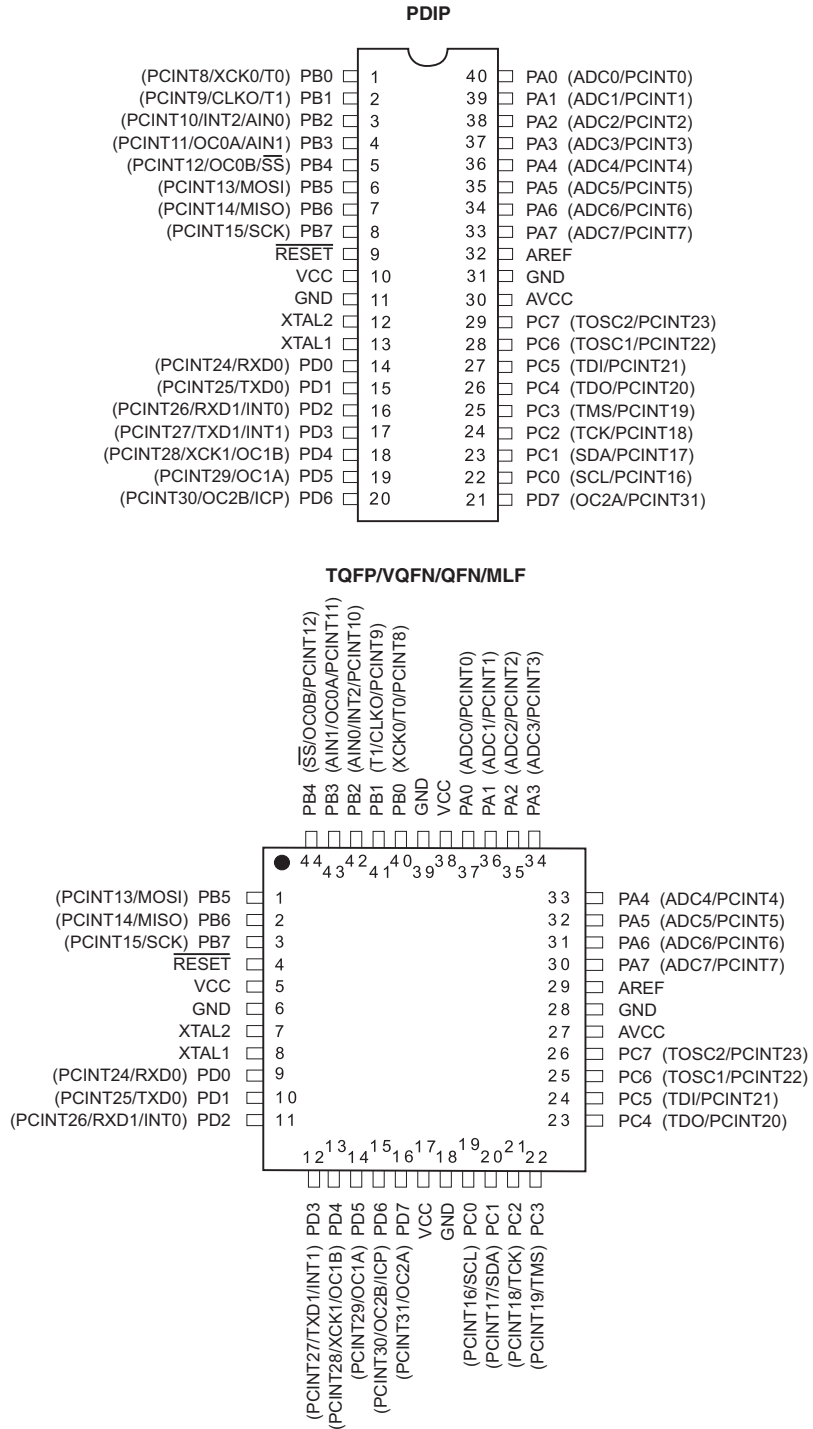 PDIP
(PCINT8/XCK0/T0) PB0 1 40 PA0 (ADC0/PCINT0)
(PCINT9/CLKO/T1) PB1 2 39 PA1 (ADC1/PCINT1)
(PCINT10/INT2/AIN0) PB2 3 38 PA2 (ADC2/PCINT2)
(PCINT11/OC0A/AIN1) PB3 4 37 PA3 (ADC3/PCINT3)
(PCINT12/OC0B/SS) PB4 5 36 PA4 (ADC4/PCINT4)
(PCINT13/MOSI) PB5 6 35 PA5 (ADC5/PCINT5)
(PCINT14/MISO) PB6 7 34 PA6 (ADC6/PCINT6)
(PCINT15/SCK) PB7 8 33 PA7 (ADC7/PCINT7)
RESET 9 32 AREF
VCC 10 31 GND
GND 11 30 AVCC
XTAL2 12 29 PC7 (TOSC2/PCINT23)
XTAL1 13 28 PC6 (TOSC1/PCINT22)
(PCINT24/RXD0) PD0 14 27 PC5 (TDI/PCINT21)
(PCINT25/TXD0) PD1 15 26 PC4 (TDO/PCINT20)
(PCINT26/RXD1/INT0) PD2 16 25 PC3 (TMS/PCINT19)
(PCINT27/TXD1/INT1) PD3 17 24 PC2 (TCK/PCINT18)
(PCINT28/XCK1/OC1B) PD4 18 23 PC1 (SDA/PCINT17)
(PCINT29/OC1A) PD5 19 22 PC0 (SCL/PCINT16)
(PCINT30/OC2B/ICP) PD6 20 21 PD7 (OC2A/PCINT31)
TQFP/VQFN/QFN/MLF
PB4 (SS/OC0B/PCINT12)
PB3 (AIN1/OC0A/PCINT11)
PB2 (AIN0/INT2/PCINT10)
PB1 (T1/CLKO/PCINT9)
PB0 (XCK0/T0/PCINT8)
GND
VCC
PA0 (ADC0/PCINT0)
PA1 (ADC1/PCINT1)
PA2 (ADC2/PCINT2)
PA3 (ADC3/PCINT3)
44 43 42 41 40 39 38 37 36 35 34
(PCINT13/MOSI) PB5 1 33 PA4 (ADC4/PCINT4)
(PCINT14/MISO) PB6 2 32 PA5 (ADC5/PCINT5)
(PCINT15/SCK) PB7 3 31 PA6 (ADC6/PCINT6)
RESET 4 30 PA7 (ADC7/PCINT7)
VCC 5 29 AREF
GND 6 28 GND
XTAL2 7 27 AVCC
XTAL1 8 26 PC7 (TOSC2/PCINT23)
(PCINT24/RXD0) PD0 9 25 PC6 (TOSC1/PCINT22)
(PCINT25/TXD0) PD1 10 24 PC5 (TDI/PCINT21)
(PCINT26/RXD1/INT0) PD2 11 23 PC4 (TDO/PCINT20)
12 13 14 15 16 17 18 19 20 21 22
(PCINT27/TXD1/INT1) PD3
(PCINT28/XCK1/OC1B) PD4
(PCINT29/OC1A) PD5
(PCINT30/OC2B/ICP) PD6
(PCINT31/OC2A) PD7
VCC
GND
(PCINT16/SCL) PC0
(PCINT17/SDA) PC1
(PCINT18/TCK) PC2
(PCINT19/TMS) PC3